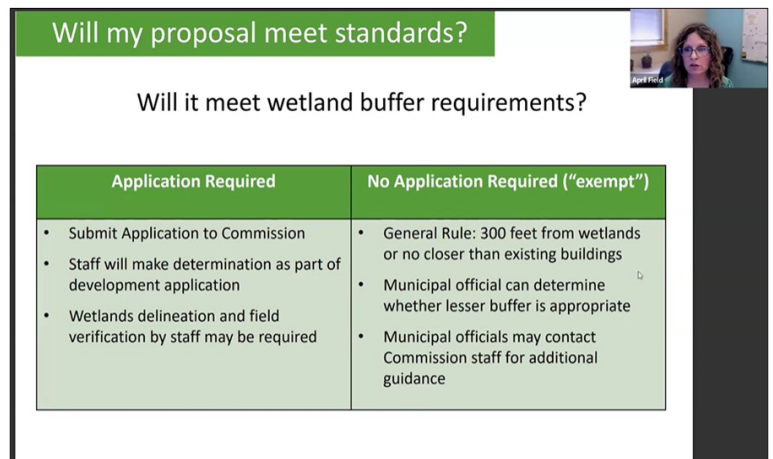 Will my proposal meet standards?
April Field
Will it meet wetland buffer requirements?
Application Required
• Submit Application to Commission
• Staff will make determination as part of
development application
• Wetlands delineation and field
verification by staff may be required
No Application Required (“exempt”)
• General Rule: 300 feet from wetlands
or no closer than existing buildings
• Municipal official can determine
whether lesser buffer is appropriate
• Municipal officials may contact
Commission staff for additional
guidance